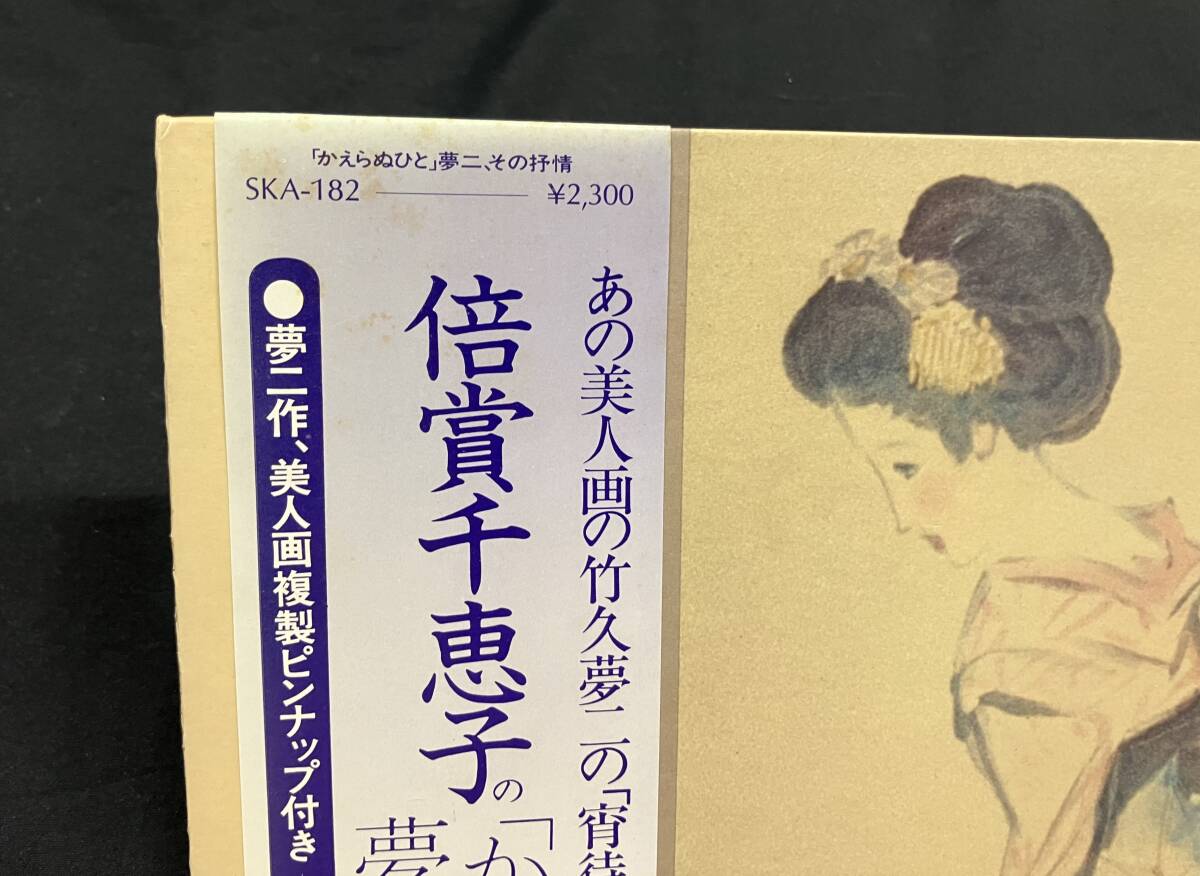 「かえらぬひと」夢二、その抒情
SKA-182 ¥2,300
あの美人画の竹久夢二の「宵待
倍賞千恵子の「か
夢
●夢二作、美人画複製ピンナップ付き